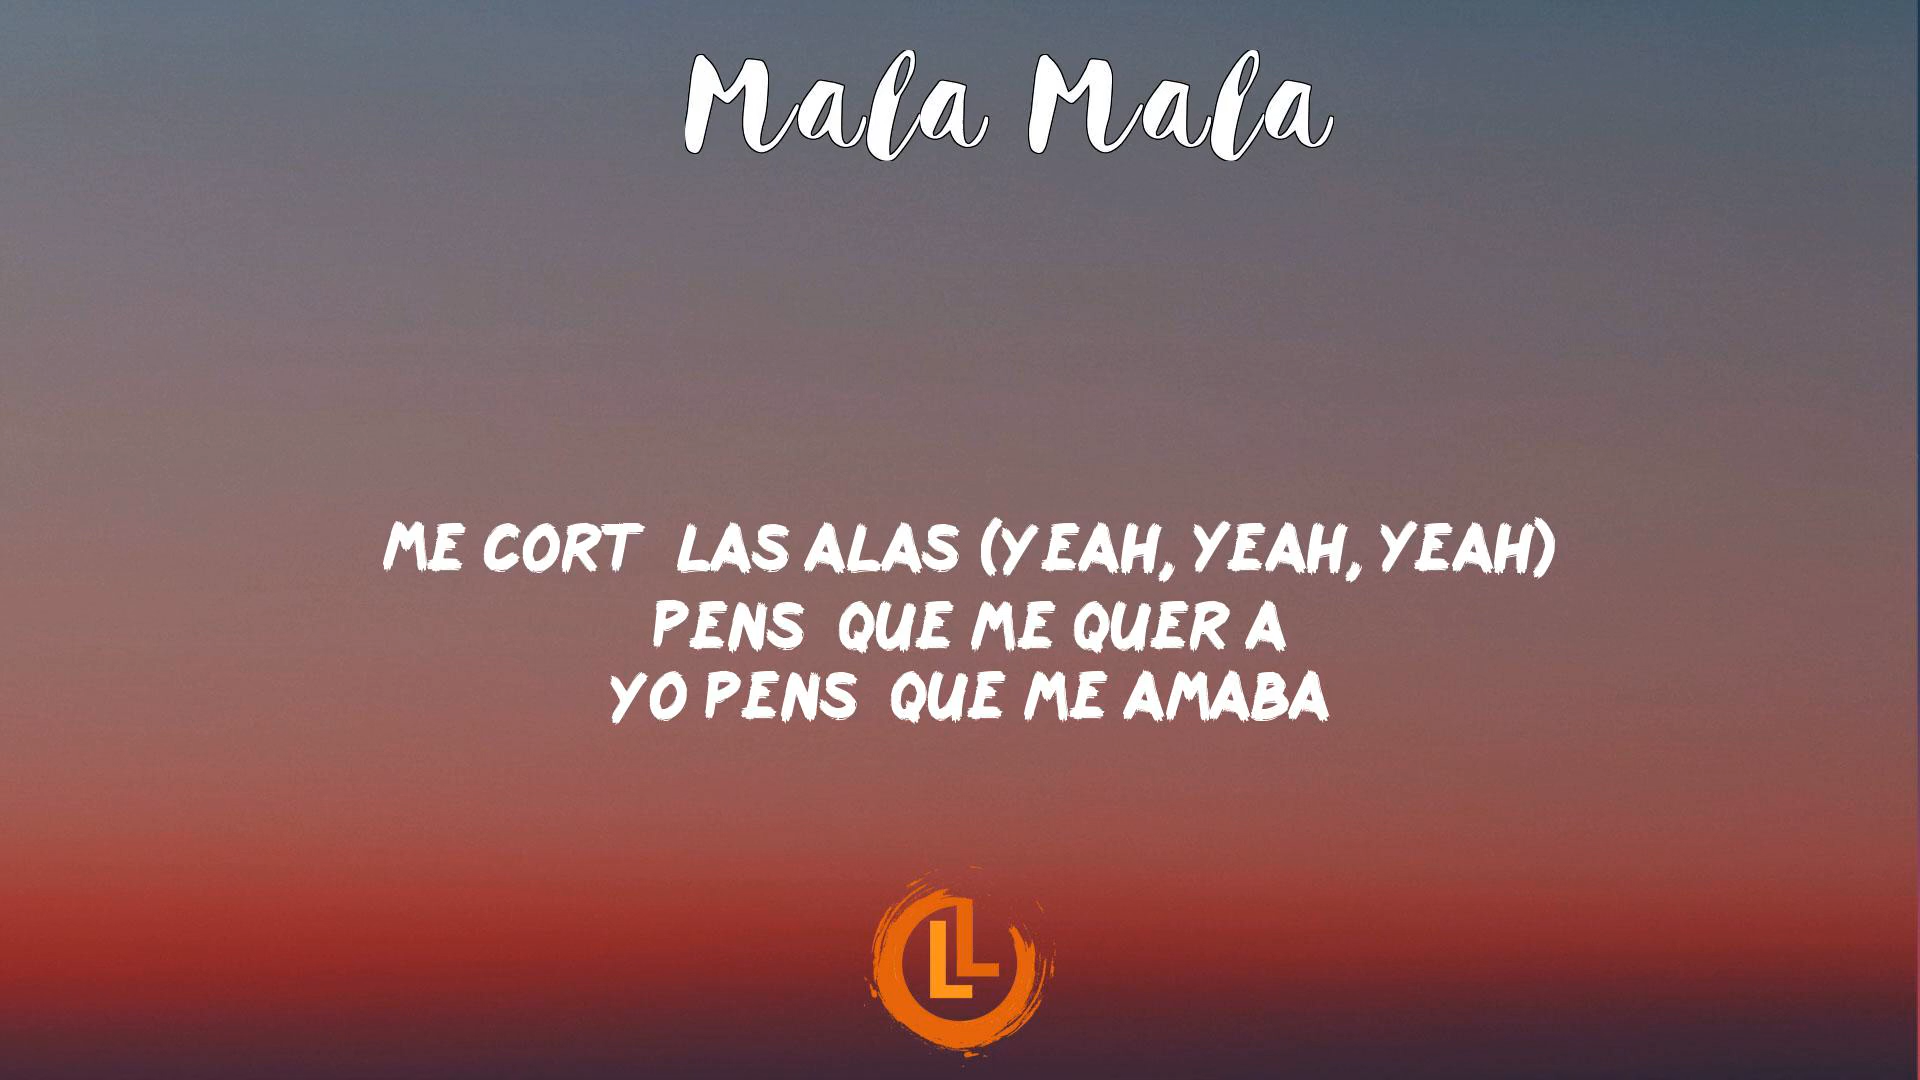 Mala Mala
ME CORT LAS ALAS (YEAH, YEAH, YEAH)
PENS QUE ME QUER A
YO PENS QUE ME AMABA
LL